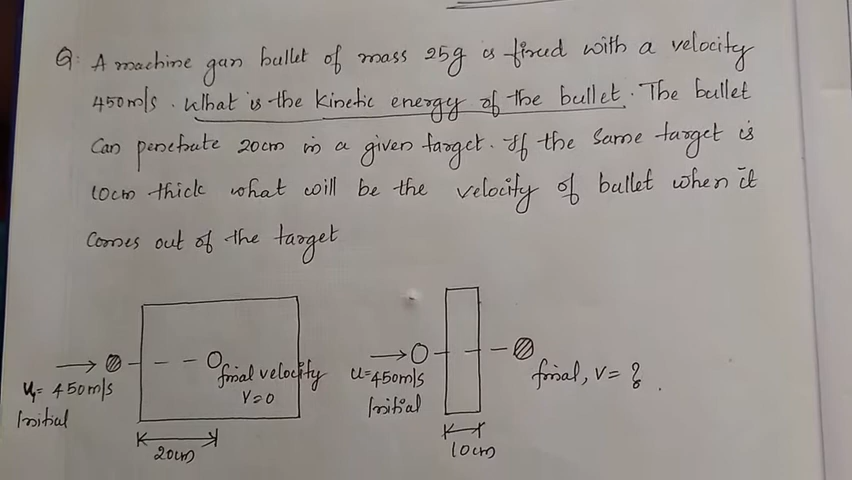 Q: A machine gun bullet of mass 25g is fired with a velocity
450m/s. What is the kinetic energy of the bullet. The bullet
Can penetrate 20cm in a given target. If the same target is
10cm thick what will be the velocity of bullet when it
comes out of the target
final velocity
V=0
u= 450m/s
Initial
20cm
u=450m/s
Initial
final, v= ?
10cm